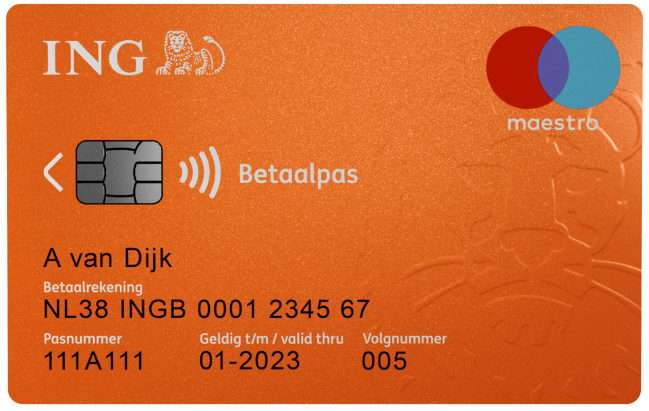 ING
maestro
Betaalpas
A van Dijk
Betaalrekening
NL38 INGB 0001 2345 67
Pasnummer Geldig t/m / valid thru Volgnummer
111A111 01-2023 005